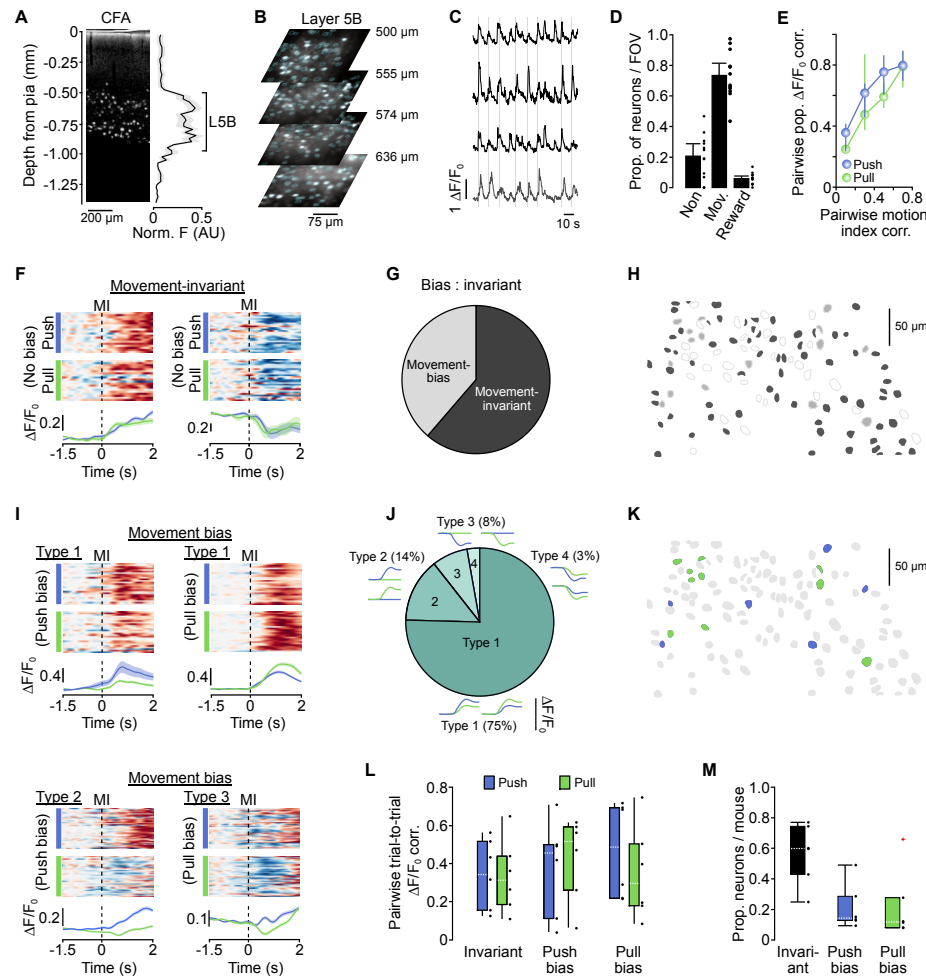 A
CFA
0
-0.25
-0.50
-0.75
-1.00
-1.25
Depth from pia (mm)
L5B
200 µm
0
0.5
Norm. F (AU)
B
Layer 5B
500 µm
555 µm
574 µm
636 µm
75 µm
C
1 ΔF/F0
10 s
D
Prop. of neurons / FOV
1.0
0.8
0.6
0.4
0.2
0
Non
Mov.
Reward
E
Pairwise pop. ΔF/F0 corr.
0.8
0.4
0
Push
Pull
0
0.4
0.8
Pairwise motion
index corr.
F
Movement-invariant
MI
MI
(No bias)
Push
Pull
(No bias)
Push
Pull
ΔF/F0
0.2
0.2
-1.5
0
2
-1.5
0
2
Time (s)
Time (s)
G
Bias : invariant
Movement-
bias
Movement-
invariant
H
50 µm
I
Movement bias
Type 1
MI
Type 1
MI
(Push bias)
(Pull bias)
ΔF/F0
0.4
0.4
-1.5
0
2
-1.5
0
2
Time (s)
Time (s)
Movement bias
Type 2
MI
Type 3
MI
(Push bias)
(Pull bias)
ΔF/F0
0.2
0.1
-1.5
0
2
-1.5
0
2
Time (s)
Time (s)
J
Type 3 (8%)
Type 2 (14%)
Type 4 (3%)
4
3
2
Type 1
Type 1 (75%)
ΔF/F0
K
50 µm
L
Push
Pull
Pairwise trial-to-trial
ΔF/F0 corr.
0.8
0.6
0.4
0.2
0
Invariant
Push
bias
Pull
bias
M
Prop. neurons / mouse
1.0
0.8
0.6
0.4
0.2
0
Invari-
ant
Push
bias
Pull
bias